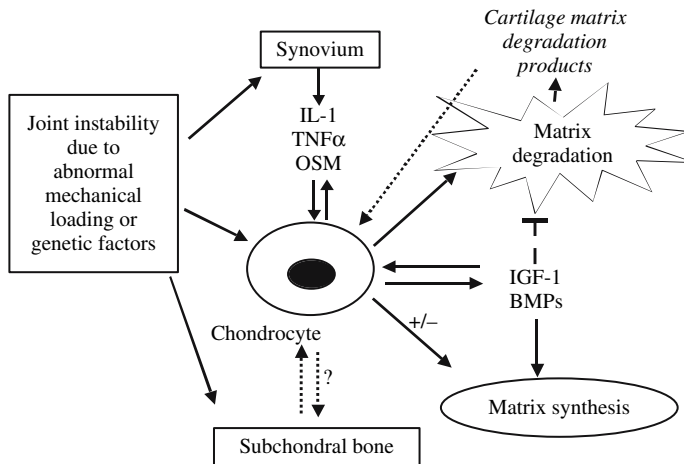 Synovium
Cartilage matrix
degradation
products
Joint instability
due to
abnormal
mechanical
loading or
genetic factors
IL-1
TNFα
OSM
Matrix
degradation
IGF-1
BMPs
Chondrocyte
+/–
?
Matrix synthesis
Subchondral bone